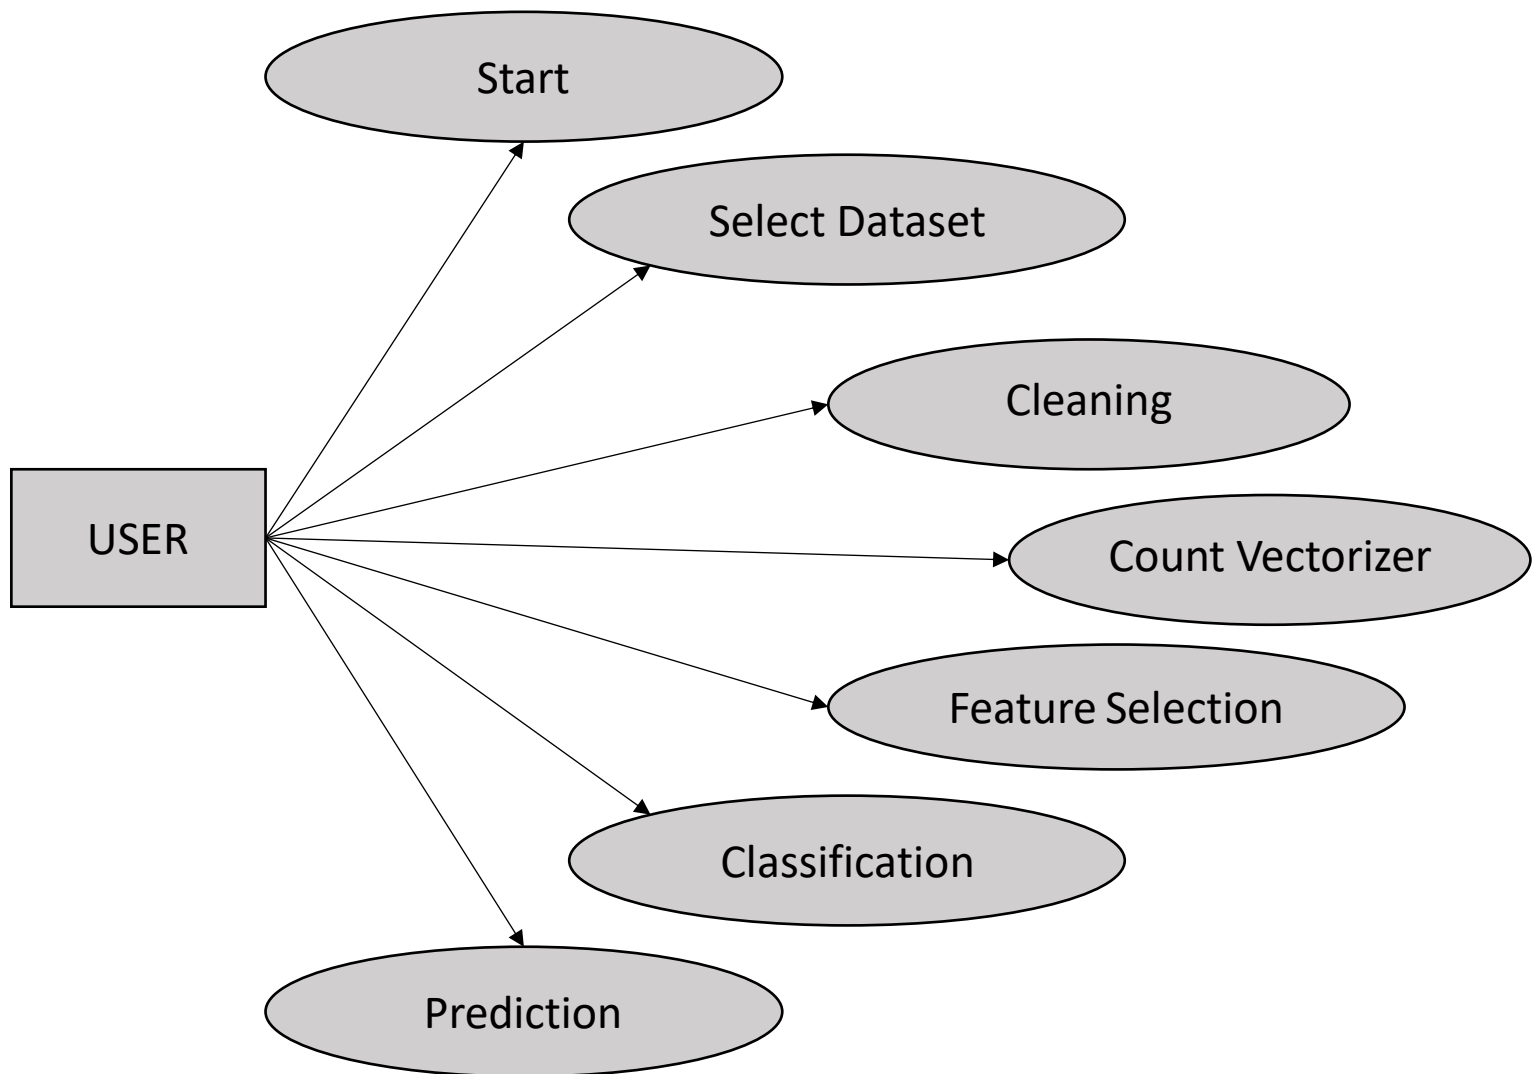 Start
Select Dataset
Cleaning
USER
Count Vectorizer
Feature Selection
Classification
Prediction